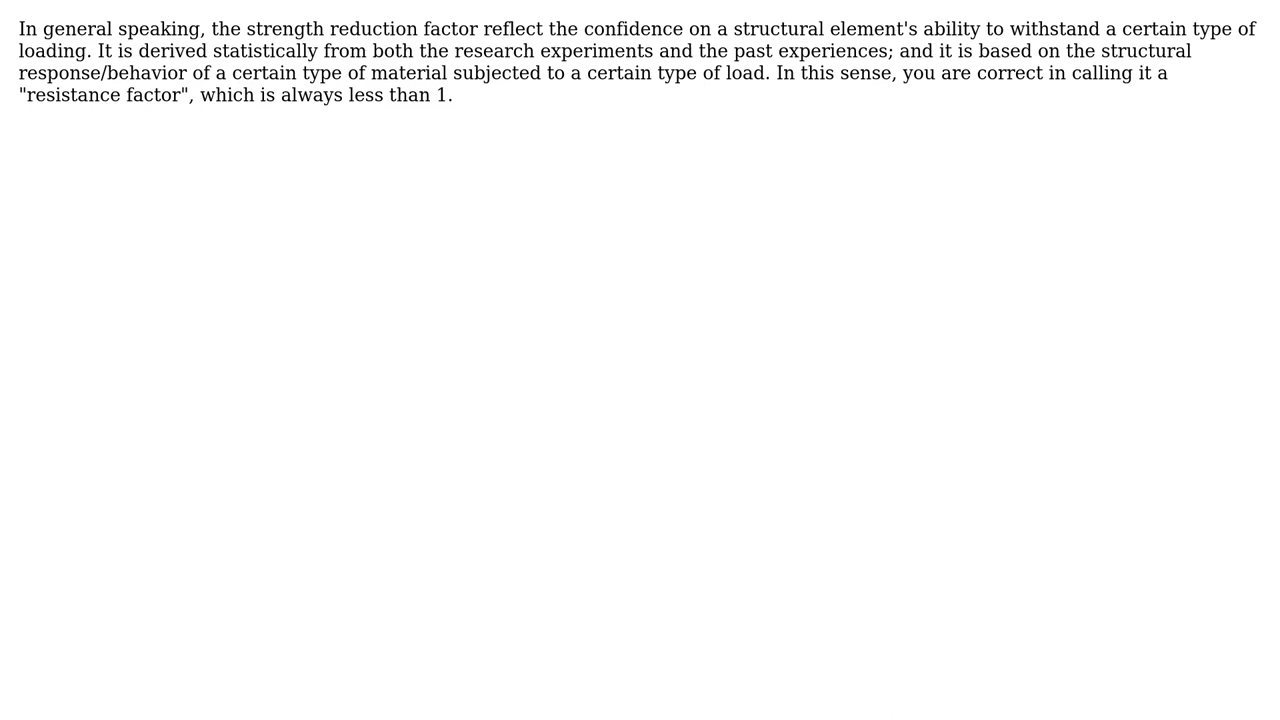 In general speaking, the strength reduction factor reflect the confidence on a structural element's ability to withstand a certain type of
loading. It is derived statistically from both the research experiments and the past experiences; and it is based on the structural
response/behavior of a certain type of material subjected to a certain type of load. In this sense, you are correct in calling it a
"resistance factor", which is always less than 1.